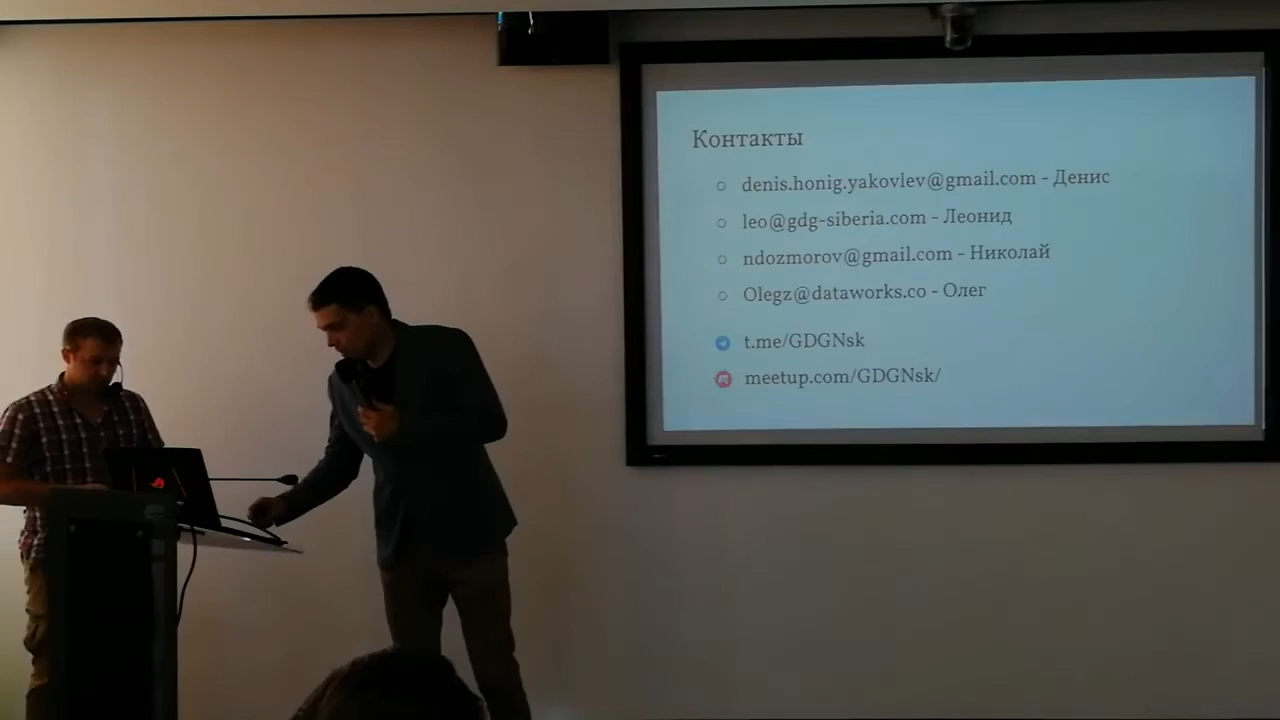 Контакты
denis.honig.yakovlev@gmail.com - Денис
leo@gdg-siberia.com - Леонид
ndozmorov@gmail.com - Николай
Olegz@dataworks.co - Олег
t.me/GDGNsk
meetup.com/GDGNsk/